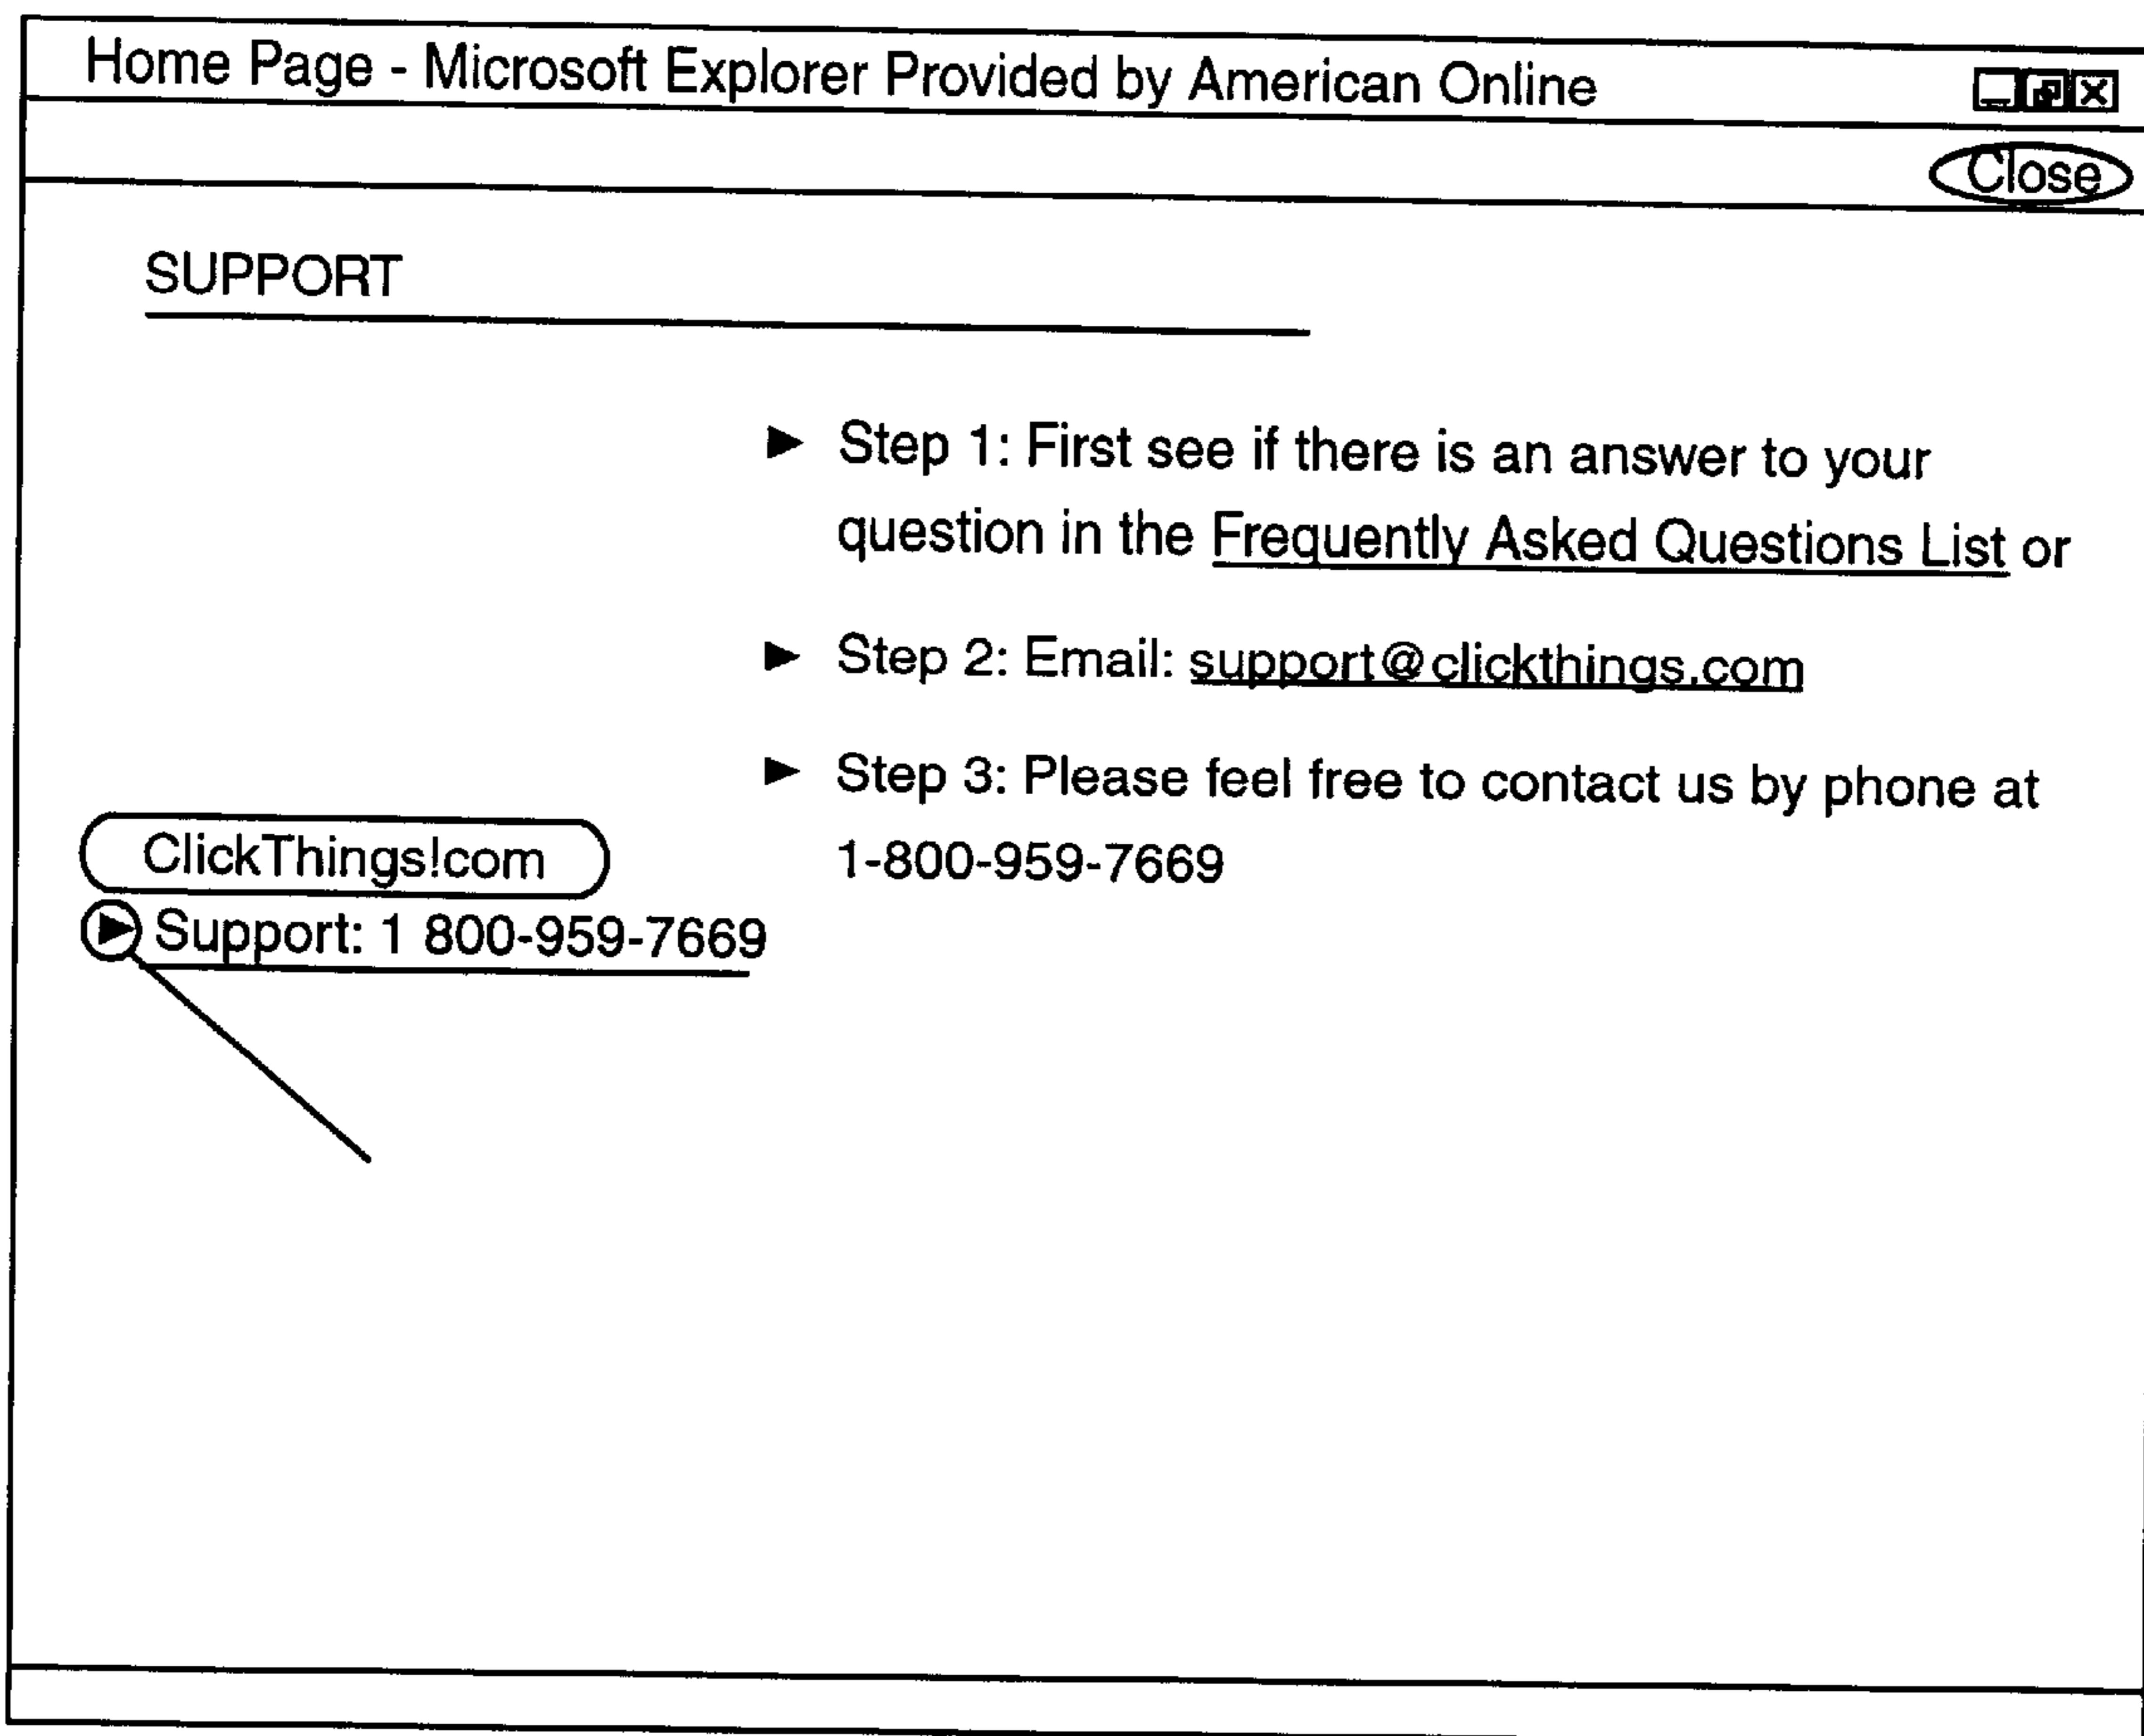 Home Page - Microsoft Explorer Provided by American Online
Close
SUPPORT
► Step 1: First see if there is an answer to your
question in the Frequently Asked Questions List or
► Step 2: Email: support@clickthings.com
► Step 3: Please feel free to contact us by phone at
1-800-959-7669
ClickThings!com
► Support: 1 800-959-7669